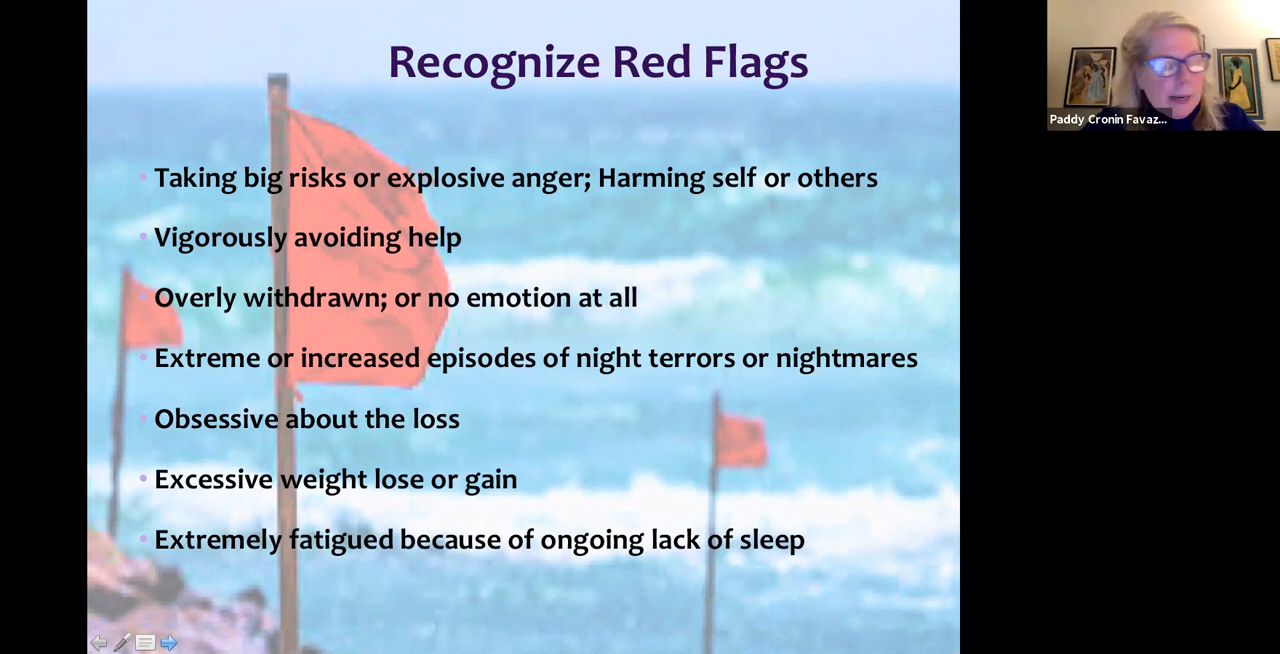 Recognize Red Flags
Paddy Cronin Favaz...
Taking big risks or explosive anger; Harming self or others
Vigorously avoiding help
Overly withdrawn; or no emotion at all
Extreme or increased episodes of night terrors or nightmares
Obsessive about the loss
Excessive weight lose or gain
Extremely fatigued because of ongoing lack of sleep